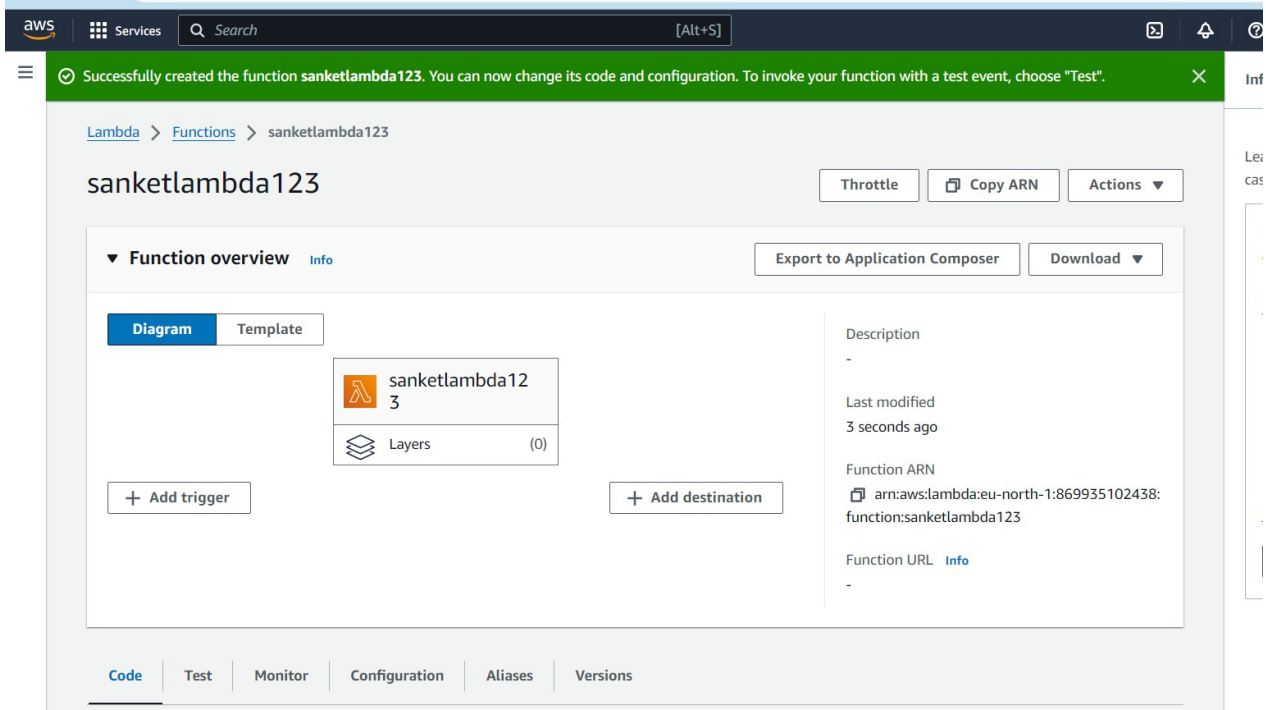 aws
Services
Search
[Alt+S]
Successfully created the function sanketlambda123. You can now change its code and configuration. To invoke your function with a test event, choose "Test".
Lambda > Functions > sanketlambda123
sanketlambda123
Throttle
Copy ARN
Actions
Function overview Info
Export to Application Composer
Download
Diagram
Template
sanketlambda12
3
Layers (0)
+ Add trigger
+ Add destination
Description
-
Last modified
3 seconds ago
Function ARN
arn:aws:lambda:eu-north-1:869935102438:
function:sanketlambda123
Function URL Info
-
Code
Test
Monitor
Configuration
Aliases
Versions